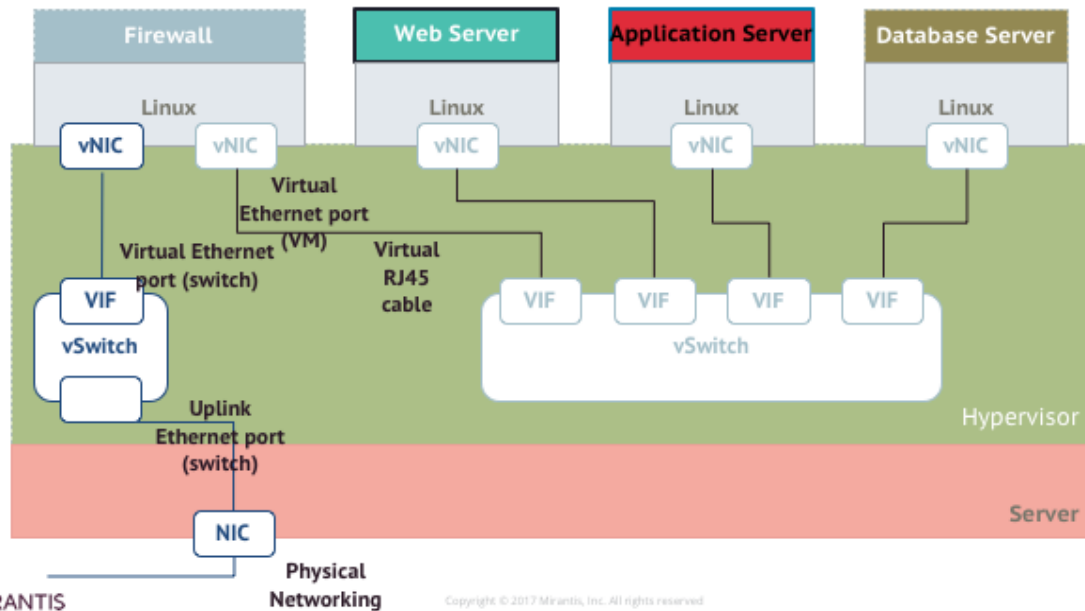 Firewall
Web Server
Application Server
Database Server
Linux
Linux
Linux
Linux
vNIC
vNIC
vNIC
vNIC
vNIC
Virtual
Ethernet port
(VM)
Virtual Ethernet
port (switch)
Virtual
RJ45
cable
VIF
VIF
VIF
VIF
VIF
vSwitch
vSwitch
Uplink
Ethernet port
(switch)
Hypervisor
Server
NIC
Physical
Networking
RANTIS
Copyright © 2017 Mirantis, Inc. All rights reserved